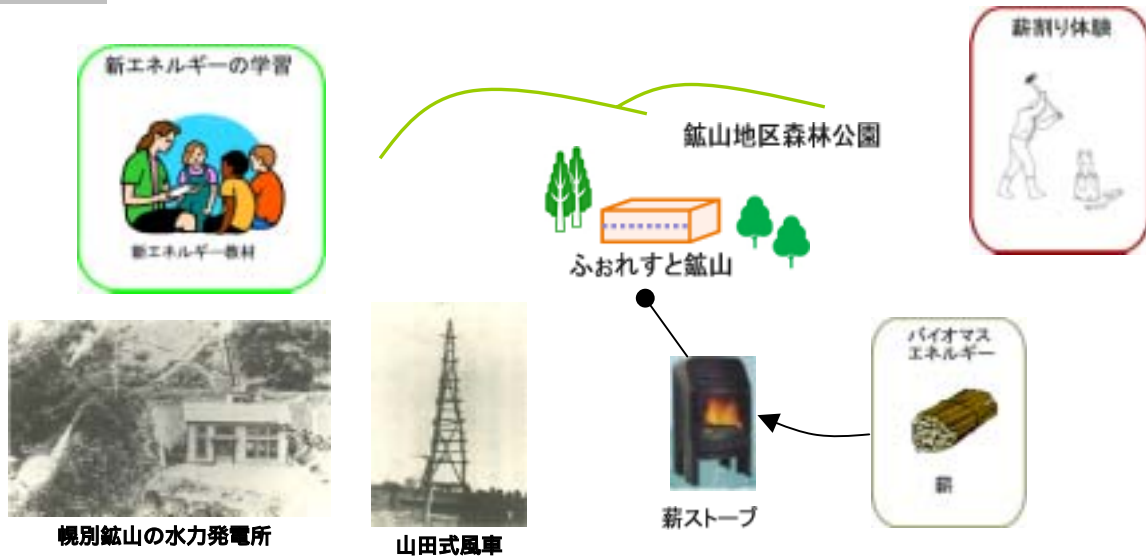 新エネルギーの学習
新エネルギー教材
薪割り体験
鉱山地区森林公園
ふぉれすと鉱山
バイオマス
エネルギー
薪
薪ストーブ
幌別鉱山の水力発電所
山田式風車